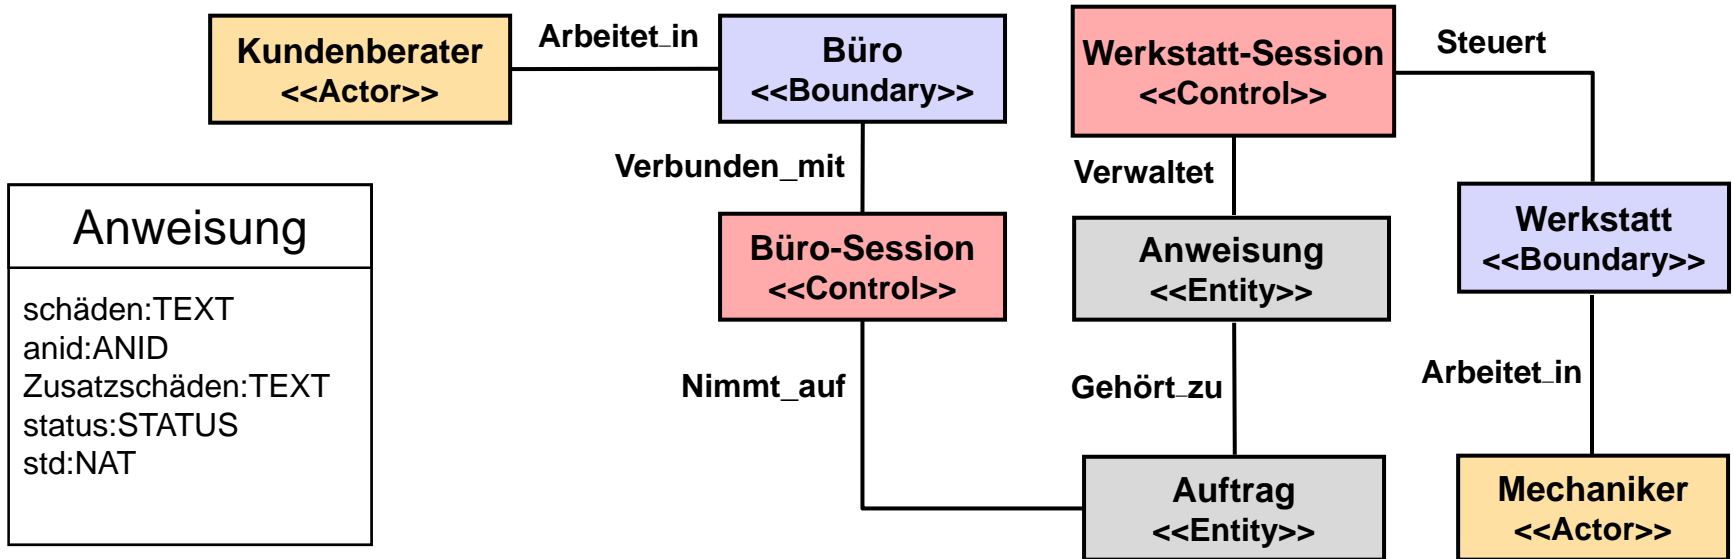 Kundenberater
<<Actor>>
Arbeitet_in
Büro
<<Boundary>>
Werkstatt-Session
<<Control>>
Steuert
Verbunden_mit
Verwaltet
Anweisung
schäden:TEXT
anid:ANID
Zusatzschäden:TEXT
status:STATUS
std:NAT
Büro-Session
<<Control>>
Anweisung
<<Entity>>
Werkstatt
<<Boundary>>
Nimmt_auf
Gehört_zu
Arbeitet_in
Auftrag
<<Entity>>
Mechaniker
<<Actor>>